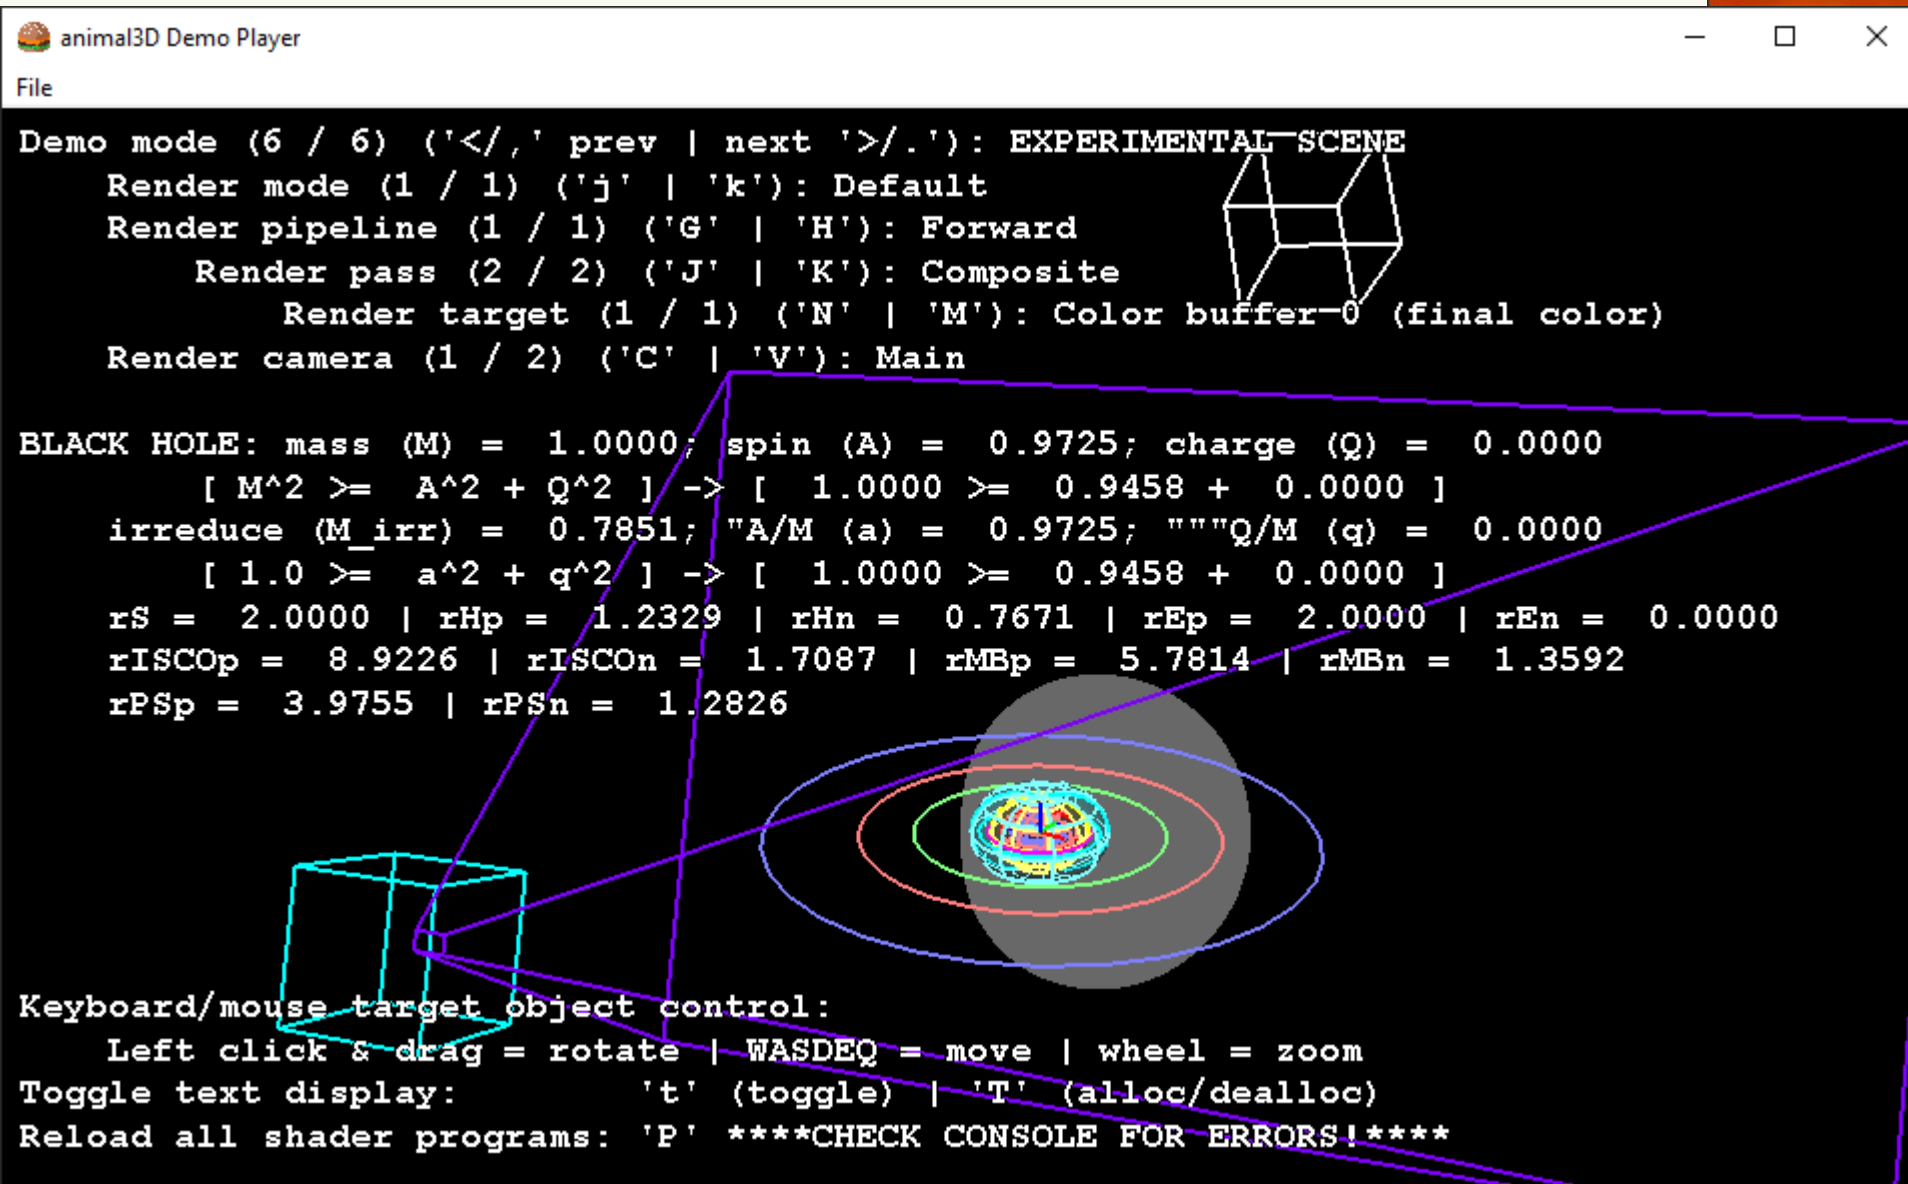 animal3D Demo Player
File
Demo mode (6 / 6) ('</,' prev | next '>/.'): EXPERIMENTAL SCENE
Render mode (1 / 1) ('j' | 'k'): Default
Render pipeline (1 / 1) ('G' | 'H'): Forward
Render pass (2 / 2) ('J' | 'K'): Composite
Render target (1 / 1) ('N' | 'M'): Color buffer 0 (final color)
Render camera (1 / 2) ('C' | 'V'): Main
BLACK HOLE: mass (M) = 1.0000; spin (A) = 0.9725; charge (Q) = 0.0000
[ M^2 >= A^2 + Q^2 ] -> [ 1.0000 >= 0.9458 + 0.0000 ]
irreduce (M_irr) = 0.7851; "A/M (a) = 0.9725; """Q/M (q) = 0.0000
[ 1.0 >= a^2 + q^2 ] -> [ 1.0000 >= 0.9458 + 0.0000 ]
rS = 2.0000 | rHp = 1.2329 | rHn = 0.7671 | rEp = 2.0000 | rEn = 0.0000
rISCOp = 8.9226 | rISCOn = 1.7087 | rMBp = 5.7814 | rMBn = 1.3592
rPSp = 3.9755 | rPSn = 1.2826
Keyboard/mouse target object control:
Left click & drag = rotate | WASDEQ = move | wheel = zoom
Toggle text display: 't' (toggle) | 'T' (alloc/dealloc)
Reload all shader programs: 'P' ****CHECK CONSOLE FOR ERRORS!****